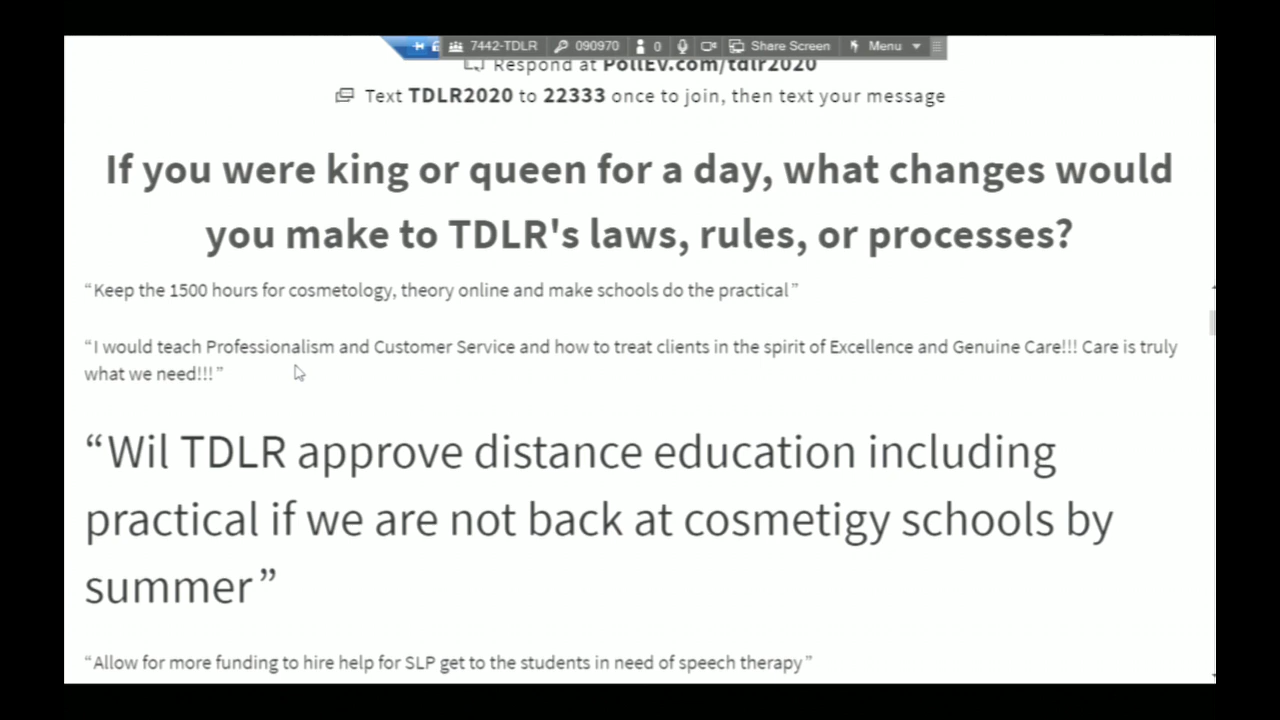 7442-TDLR 090970 0 Share Screen Menu
Respond at PollEv.com/tdlr2020
Text TDLR2020 to 22333 once to join, then text your message
If you were king or queen for a day, what changes would
you make to TDLR's laws, rules, or processes?
“Keep the 1500 hours for cosmetology, theory online and make schools do the practical”
“I would teach Professionalism and Customer Service and how to treat clients in the spirit of Excellence and Genuine Care!!! Care is truly
what we need!!!”
“Wil TDLR approve distance education including
practical if we are not back at cosmetigy schools by
summer”
“Allow for more funding to hire help for SLP get to the students in need of speech therapy”